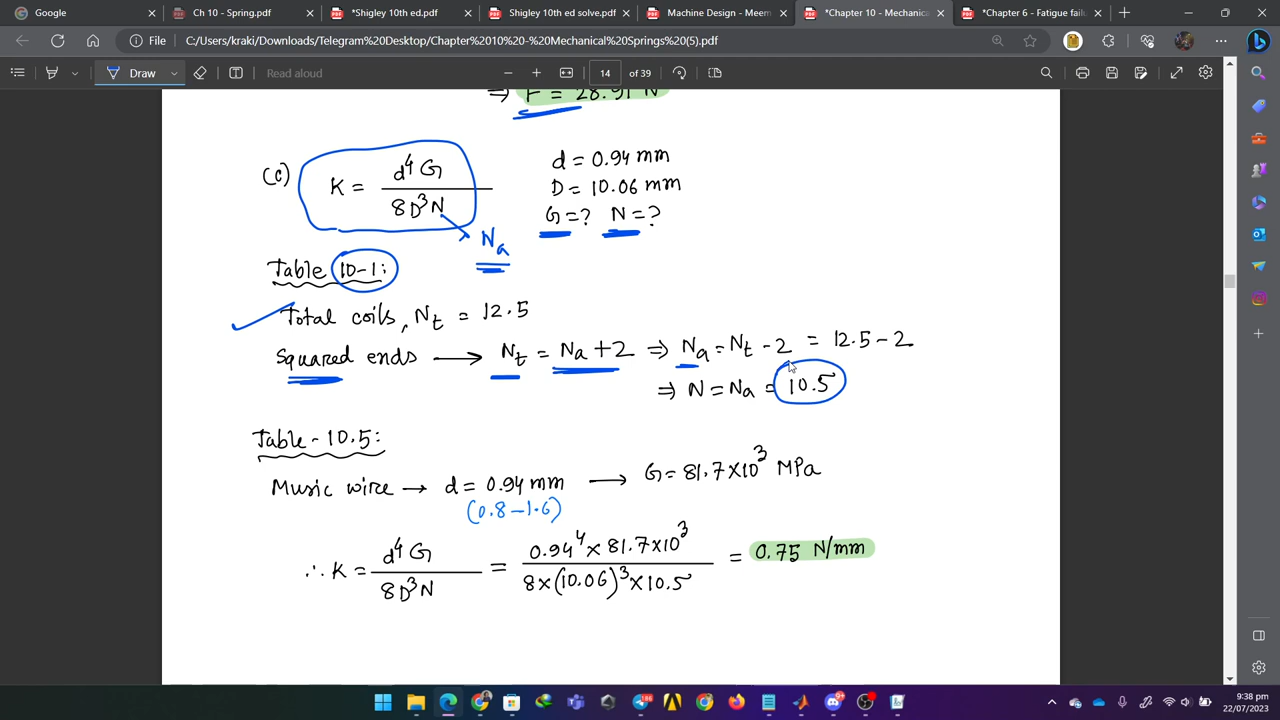 Google
Ch 10 - Spring.pdf
*Shigley 10th ed.pdf
Shigley 10th ed solve.pdf
Machine Design - Meem
*Chapter 10 - Mechanica
*Chapter 6 - Fatigue failu
File
C:/Users/kraki/Downloads/Telegram%20Desktop/Chapter%2010%20-%20Mechanical%20Springs%20(5).pdf
Draw
Read aloud
14 of 39
⇒ F = 28.91 N
(c) K = d⁴G / 8D³N
d = 0.94 mm
D = 10.06 mm
G = ? N = ?
Nₐ
Table 10-1:
Total coils, Nt = 12.5
Squared ends → Nt = Na + 2 ⇒ Na = Nt - 2 = 12.5 - 2
⇒ N = Na = 10.5
Table - 10.5:
Music wire → d = 0.94 mm → G = 81.7×10³ MPa
(0.8 - 1.6)
∴ K = d⁴G / 8D³N = 0.94⁴ × 81.7×10³ / 8×(10.06)³×10.5 = 0.75 N/mm
9:38 pm
22/07/2023